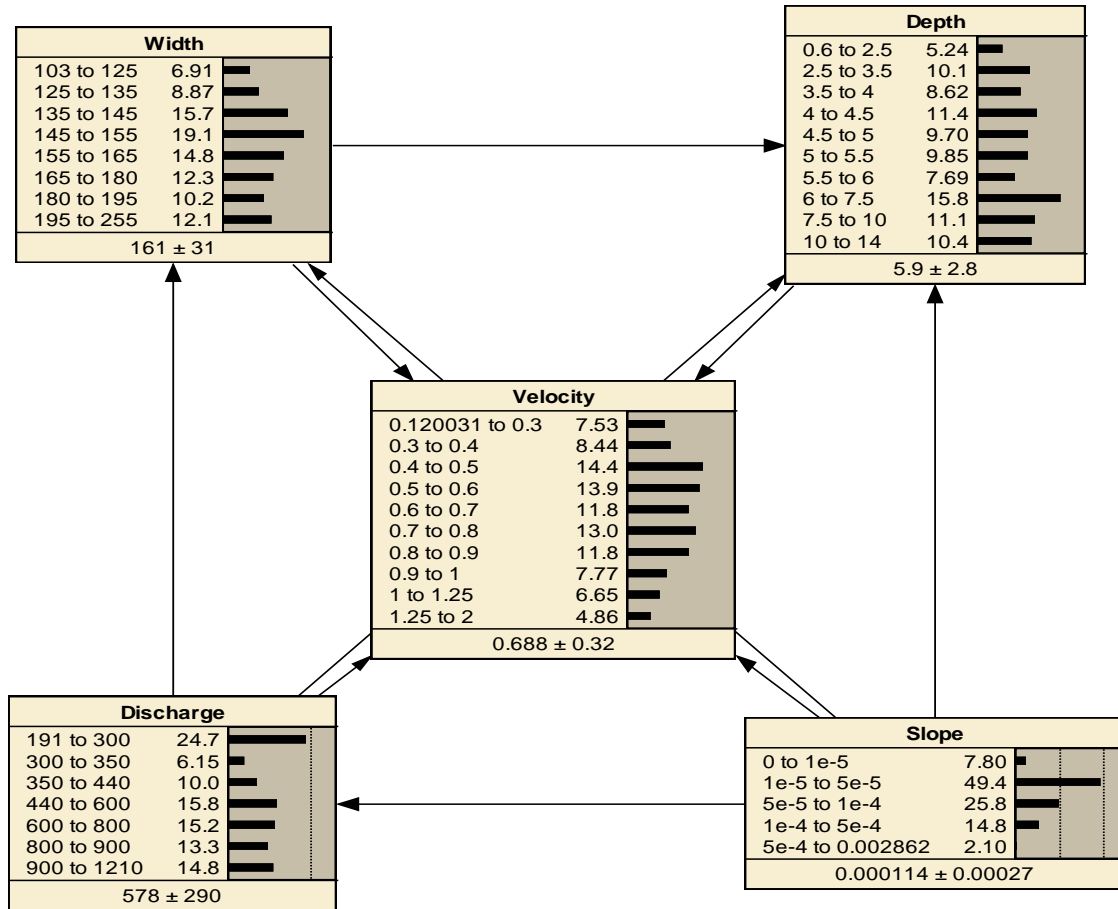 Width
103 to 125 6.91
125 to 135 8.87
135 to 145 15.7
145 to 155 19.1
155 to 165 14.8
165 to 180 12.3
180 to 195 10.2
195 to 255 12.1
161 ± 31
Depth
0.6 to 2.5 5.24
2.5 to 3.5 10.1
3.5 to 4 8.62
4 to 4.5 11.4
4.5 to 5 9.70
5 to 5.5 9.85
5.5 to 6 7.69
6 to 7.5 15.8
7.5 to 10 11.1
10 to 14 10.4
5.9 ± 2.8
Velocity
0.120031 to 0.3 7.53
0.3 to 0.4 8.44
0.4 to 0.5 14.4
0.5 to 0.6 13.9
0.6 to 0.7 11.8
0.7 to 0.8 13.0
0.8 to 0.9 11.8
0.9 to 1 7.77
1 to 1.25 6.65
1.25 to 2 4.86
0.688 ± 0.32
Discharge
191 to 300 24.7
300 to 350 6.15
350 to 440 10.0
440 to 600 15.8
600 to 800 15.2
800 to 900 13.3
900 to 1210 14.8
578 ± 290
Slope
0 to 1e-5 7.80
1e-5 to 5e-5 49.4
5e-5 to 1e-4 25.8
1e-4 to 5e-4 14.8
5e-4 to 0.002862 2.10
0.000114 ± 0.00027